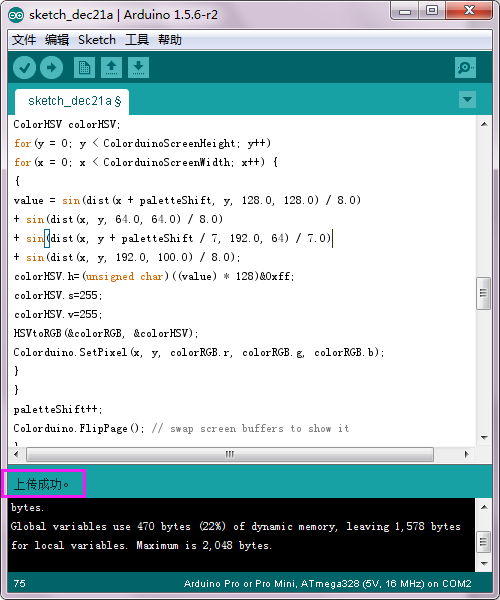 sketch_dec21a | Arduino 1.5.6-r2
文件 编辑 Sketch 工具 帮助
sketch_dec21a §
ColorHSV colorHSV;
for(y = 0; y < ColorduinoScreenHeight; y++)
for(x = 0; x < ColorduinoScreenWidth; x++) {
{
value = sin(dist(x + paletteShift, y, 128.0, 128.0) / 8.0)
+ sin(dist(x, y, 64.0, 64.0) / 8.0)
+ sin(dist(x, y + paletteShift / 7, 192.0, 64) / 7.0)
+ sin(dist(x, y, 192.0, 100.0) / 8.0);
colorHSV.h=(unsigned char)((value) * 128)&0xff;
colorHSV.s=255;
colorHSV.v=255;
HSVtoRGB(&colorRGB, &colorHSV);
Colorduino.SetPixel(x, y, colorRGB.r, colorRGB.g, colorRGB.b);
}
}
paletteShift++;
Colorduino.FlipPage(); // swap screen buffers to show it
上传成功。
bytes.
Global variables use 470 bytes (22%) of dynamic memory, leaving 1,578 bytes
for local variables. Maximum is 2,048 bytes.
75 Arduino Pro or Pro Mini, ATmega328 (5V, 16 MHz) on COM2